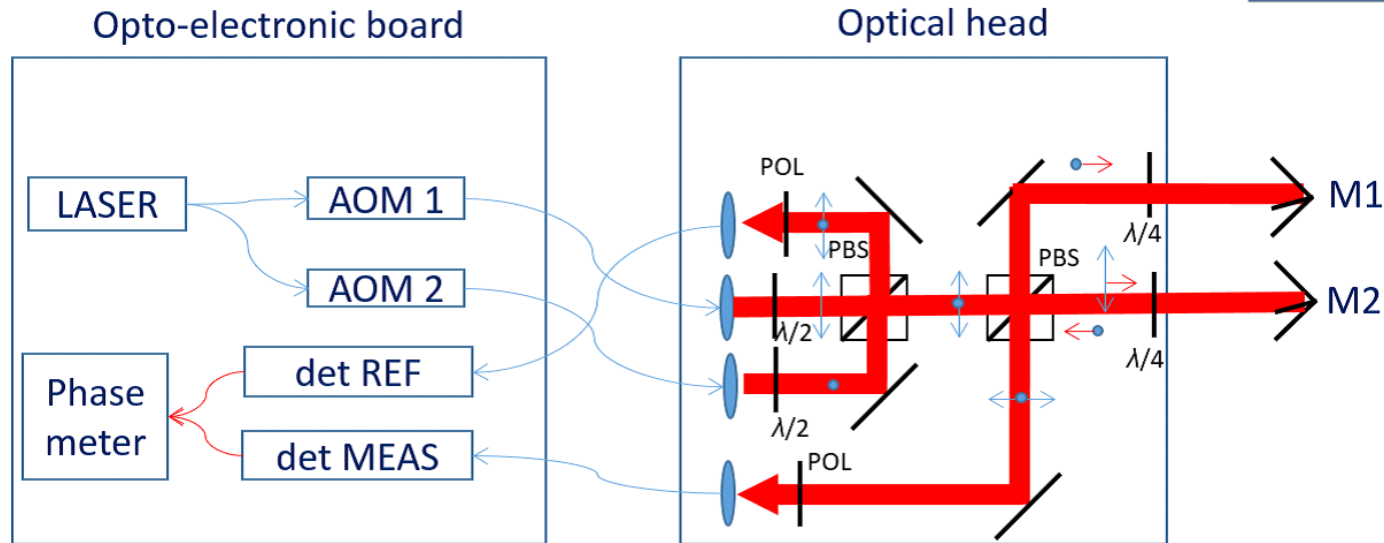 Opto-electronic board
Optical head
LASER
AOM 1
AOM 2
det REF
Phase
meter
det MEAS
POL
PBS
λ/2
λ/2
POL
PBS
λ/4
λ/4
M1
M2